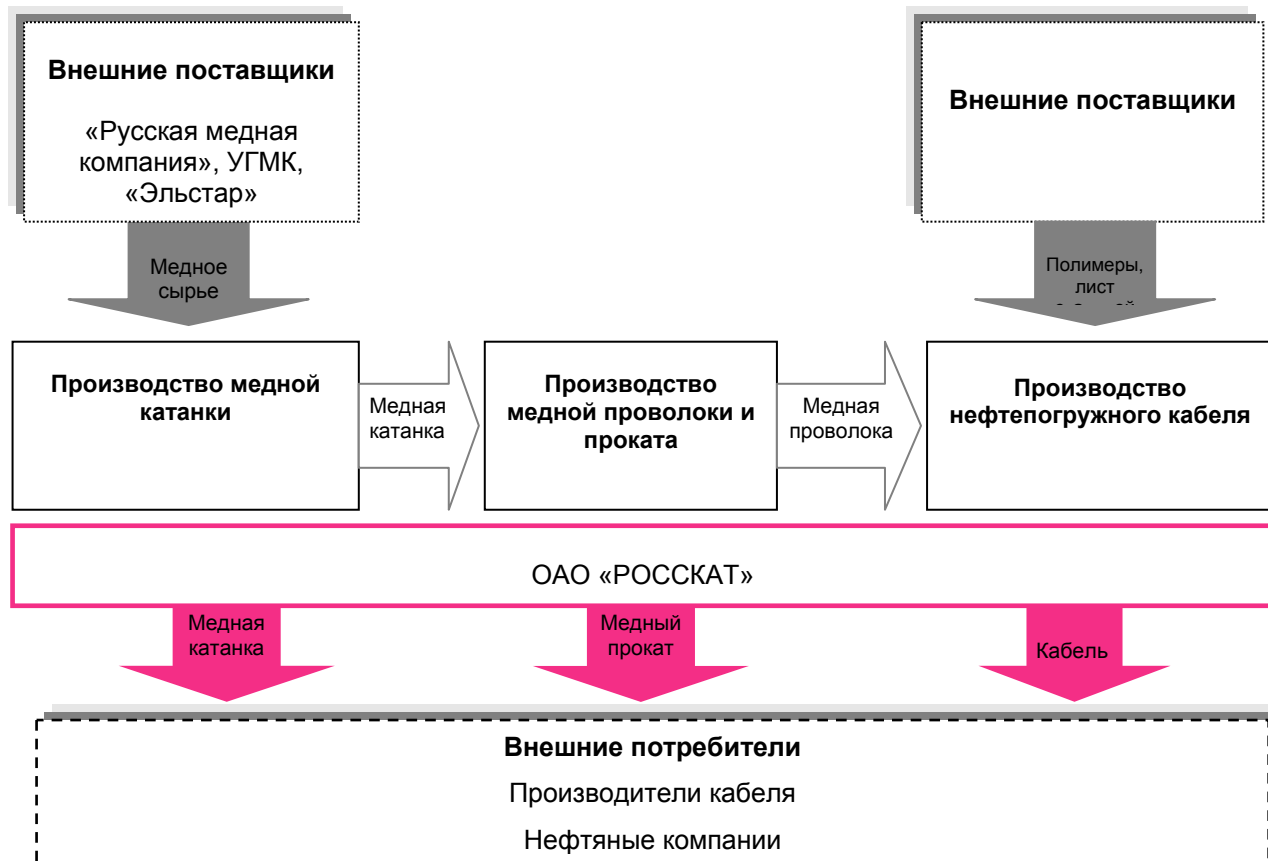 Внешние поставщики
«Русская медная
компания», УГМК,
«Эльстар»
Внешние поставщики
Медное
сырье
Полимеры,
лист
Производство медной
катанки
Медная
катанка
Производство
медной проволоки и
проката
Медная
проволока
Производство
нефтепогружного кабеля
ОАО «РОССКАТ»
Медная
катанка
Медный
прокат
Кабель
Внешние потребители
Производители кабеля
Нефтяные компании